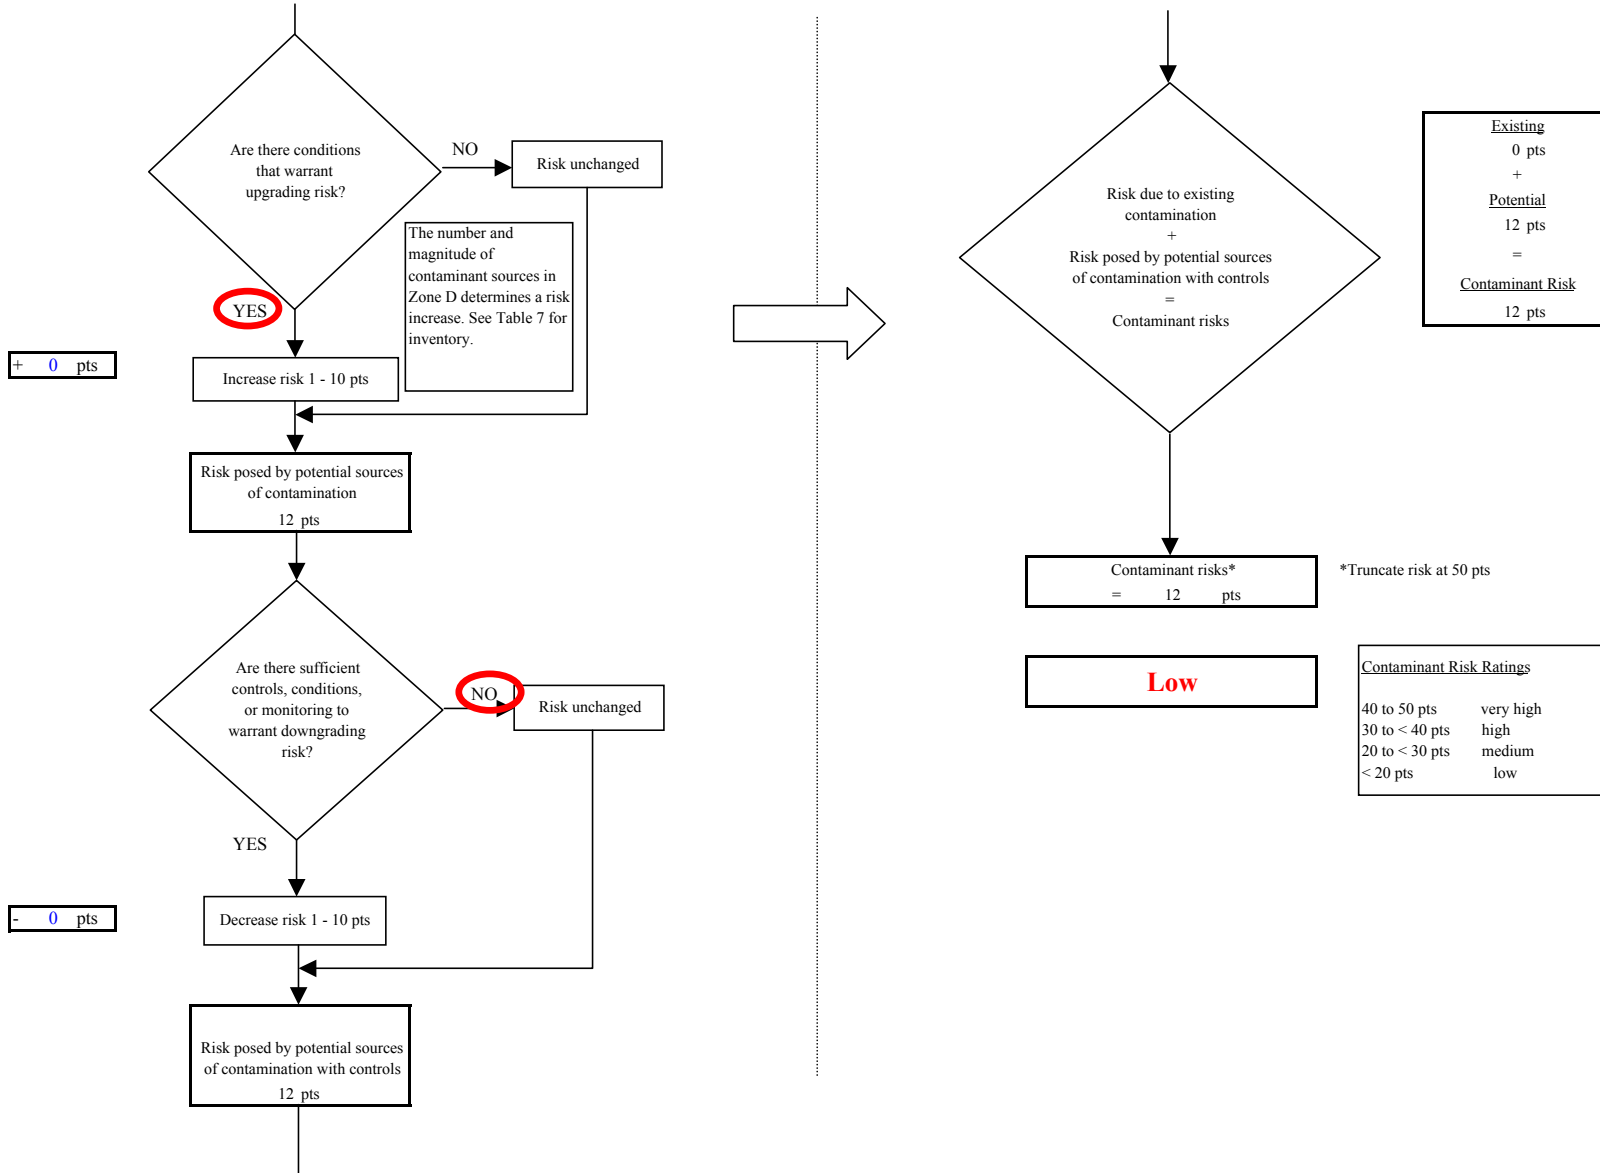 Are there conditions
that warrant
upgrading risk?
NO
Risk unchanged
The number and
magnitude of
contaminant sources in
Zone D determines a risk
increase. See Table 7 for
inventory.
YES
+ 0 pts
Increase risk 1 - 10 pts
Risk posed by potential sources
of contamination
12 pts
Are there sufficient
controls, conditions,
or monitoring to
warrant downgrading
risk?
NO
Risk unchanged
YES
- 0 pts
Decrease risk 1 - 10 pts
Risk posed by potential sources
of contamination with controls
12 pts
Risk due to existing
contamination
+
Risk posed by potential sources
of contamination with controls
=
Contaminant risks
Existing
0 pts
+
Potential
12 pts
=
Contaminant Risk
12 pts
Contaminant risks*
= 12 pts
*Truncate risk at 50 pts
Low
Contaminant Risk Ratings
40 to 50 pts very high
30 to < 40 pts high
20 to < 30 pts medium
< 20 pts low